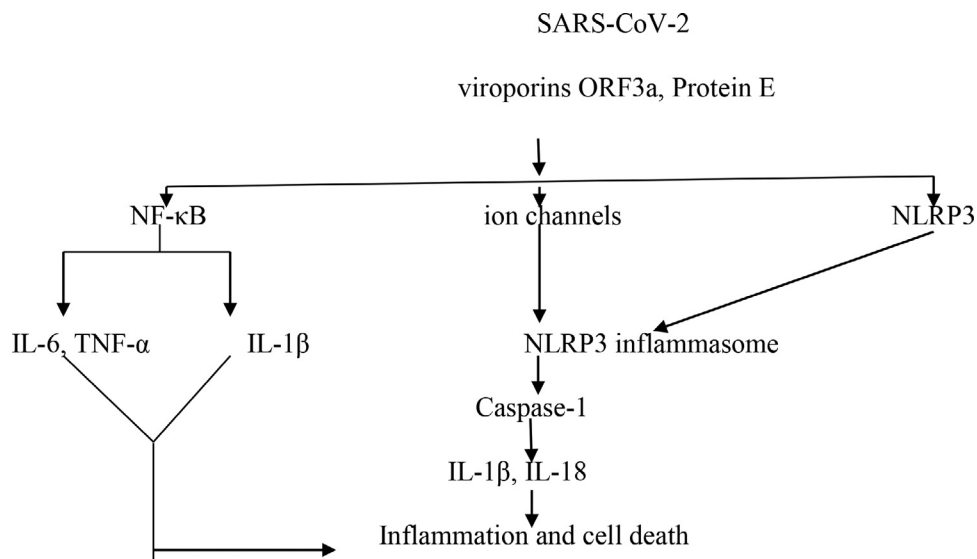 SARS-CoV-2
viroporins ORF3a, Protein E
NF-κB
ion channels
NLRP3
IL-6, TNF-α
IL-1β
NLRP3 inflammasome
Caspase-1
IL-1β, IL-18
Inflammation and cell death